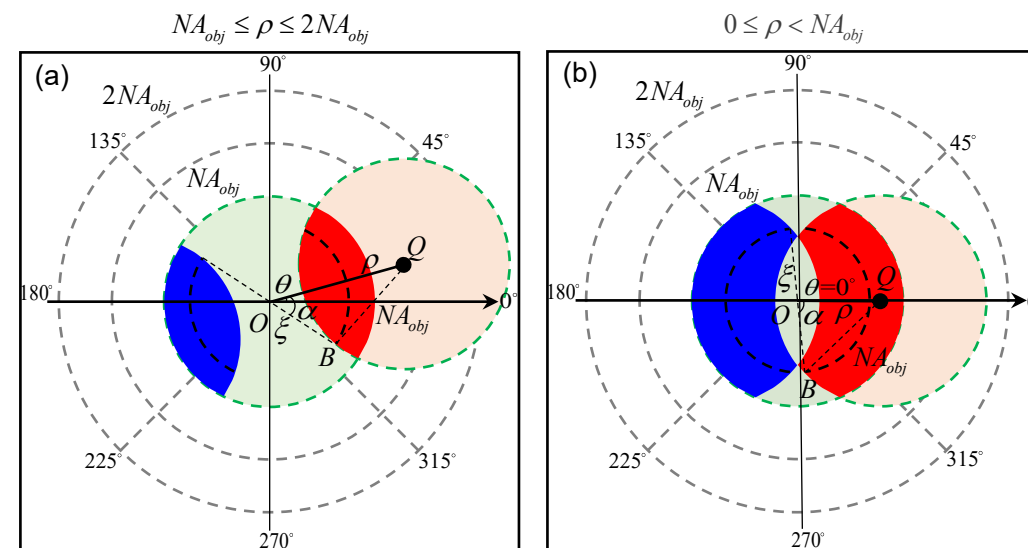 NA_obj ≤ ρ ≤ 2NA_obj
0 ≤ ρ < NA_obj
(a)
90°
2NA_obj
135°
45°
NA_obj
Q
ρ
θ
180°
0°
O
ξ
α
NA_obj
B
225°
315°
270°
(b)
90°
2NA_obj
135°
45°
NA_obj
ξ
θ=0°
Q
180°
O
α
ρ
B
NA_obj
225°
315°
270°